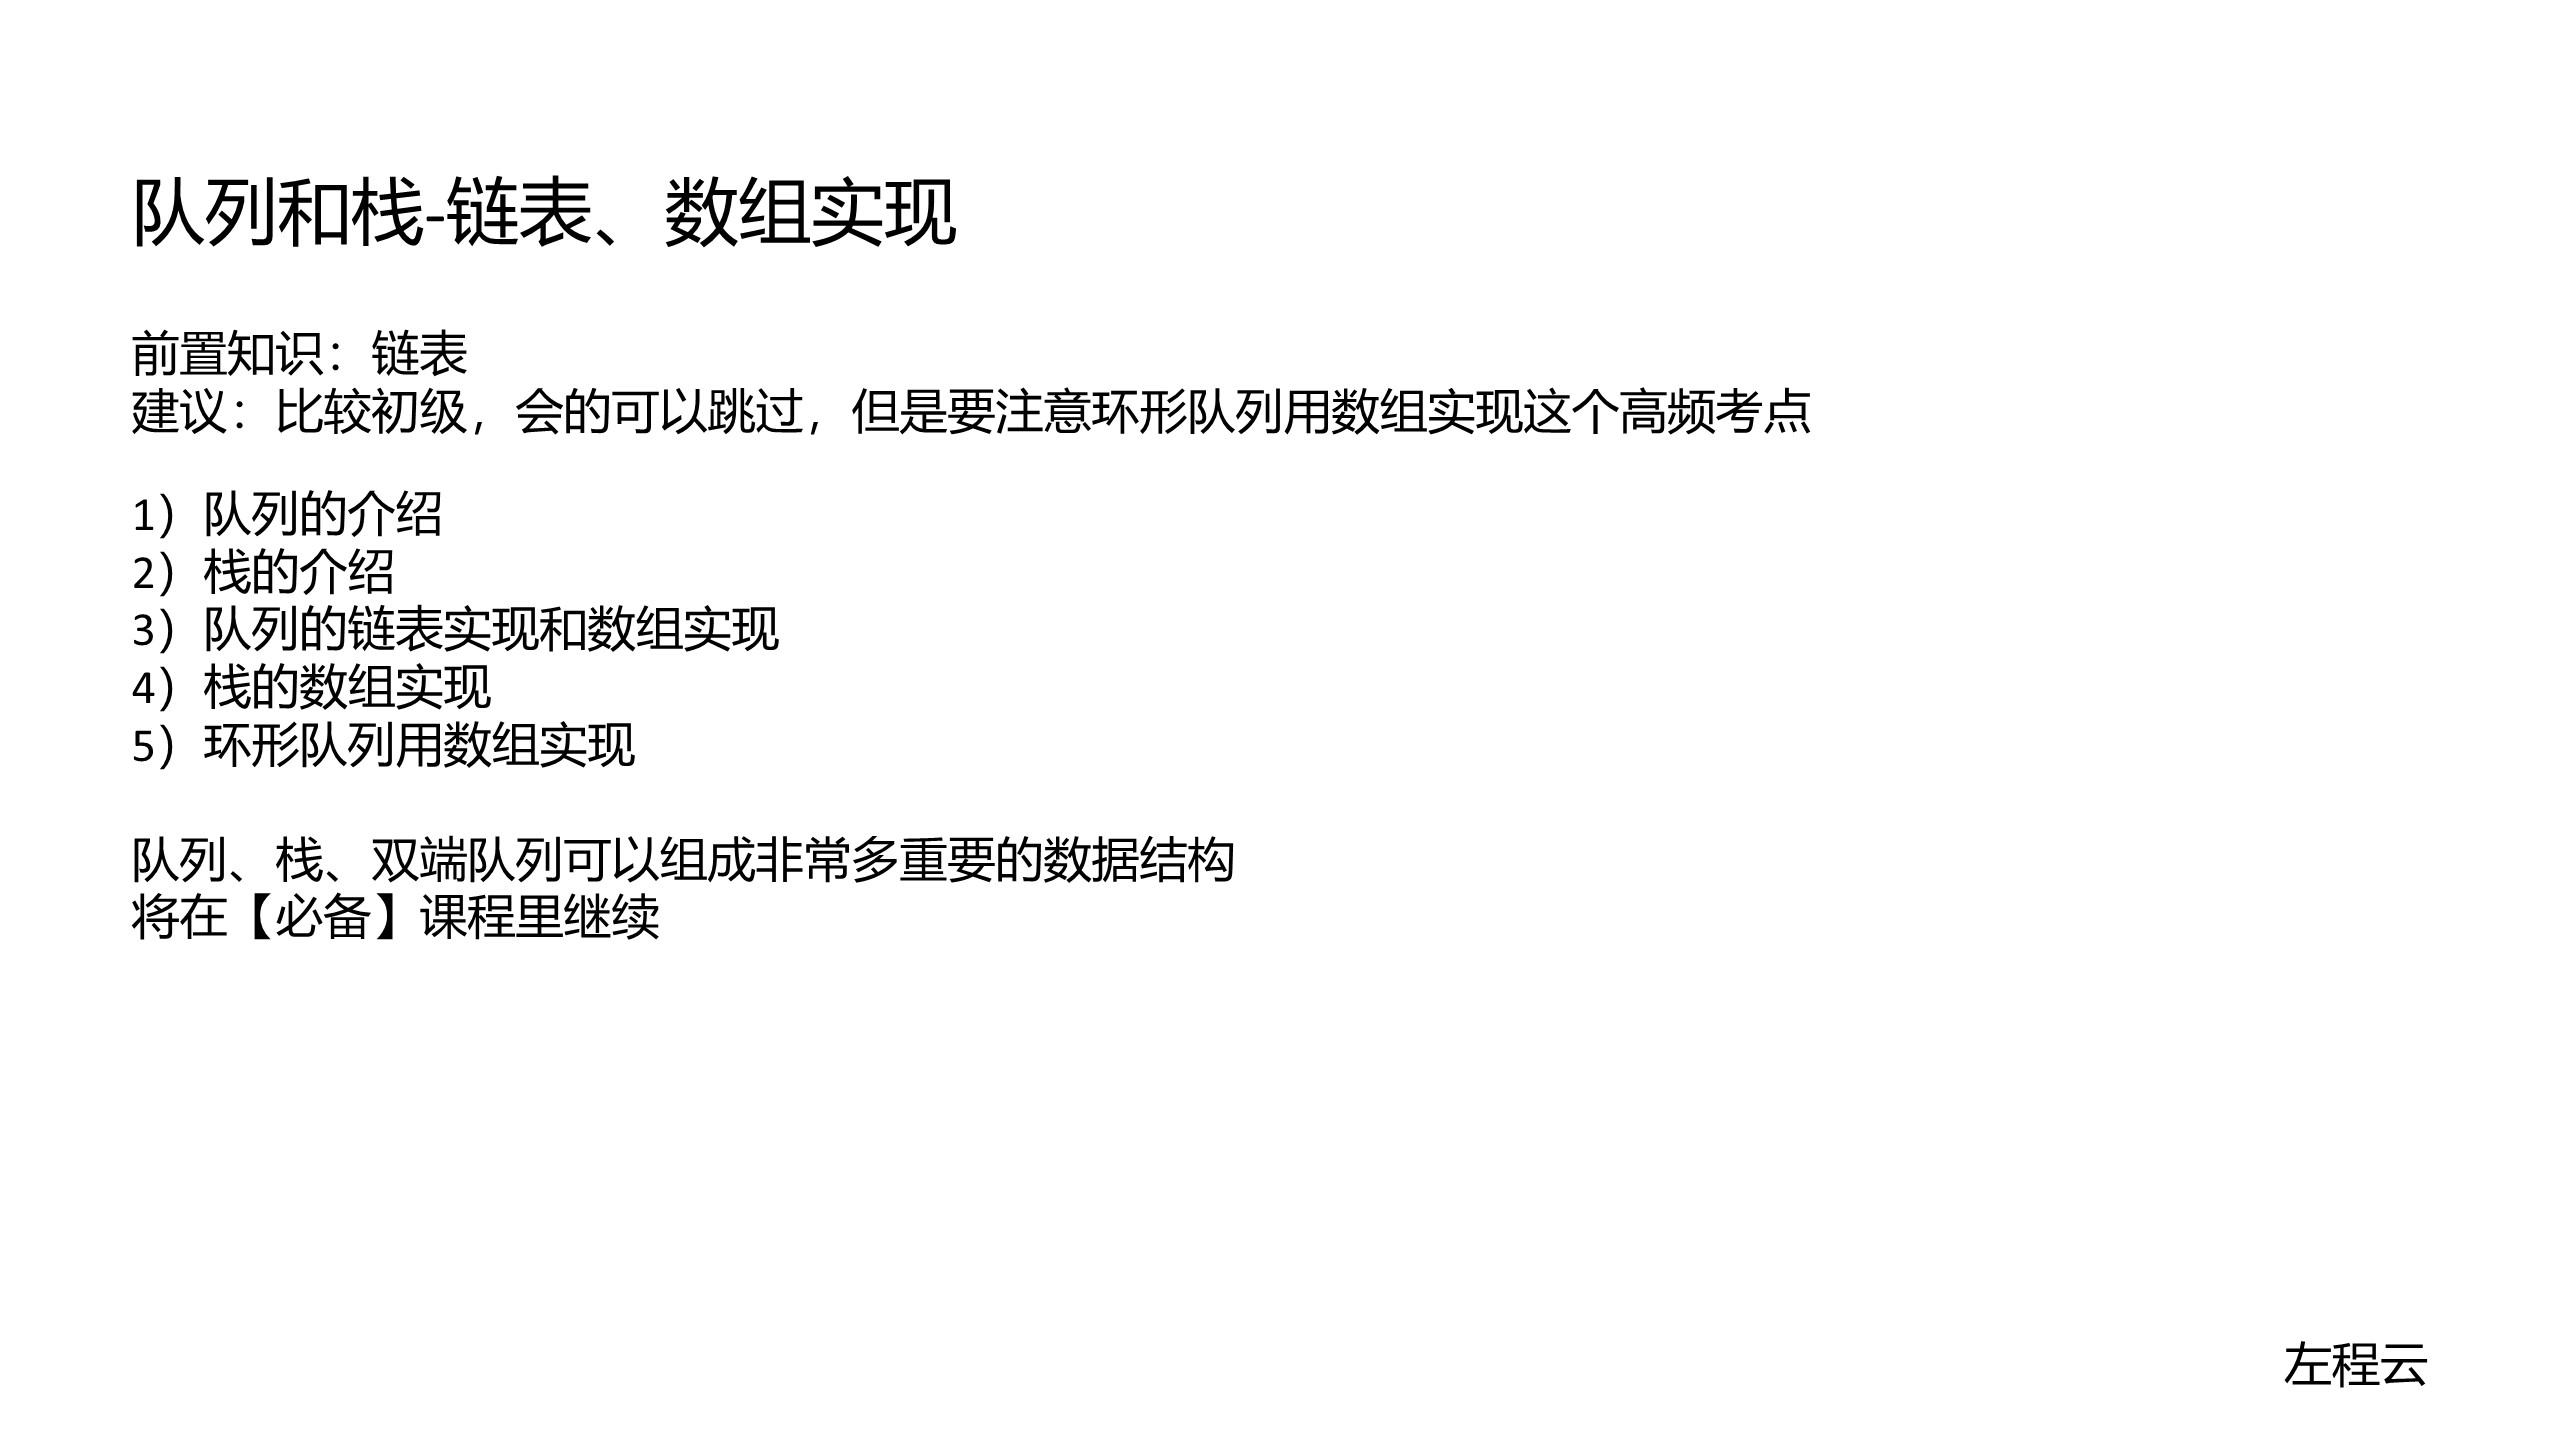 队列和栈-链表、数组实现
前置知识：链表
建议：比较初级，会的可以跳过，但是要注意环形队列用数组实现这个高频考点
1）队列的介绍
2）栈的介绍
3）队列的链表实现和数组实现
4）栈的数组实现
5）环形队列用数组实现
队列、栈、双端队列可以组成非常多重要的数据结构
将在【必备】课程里继续
左程云